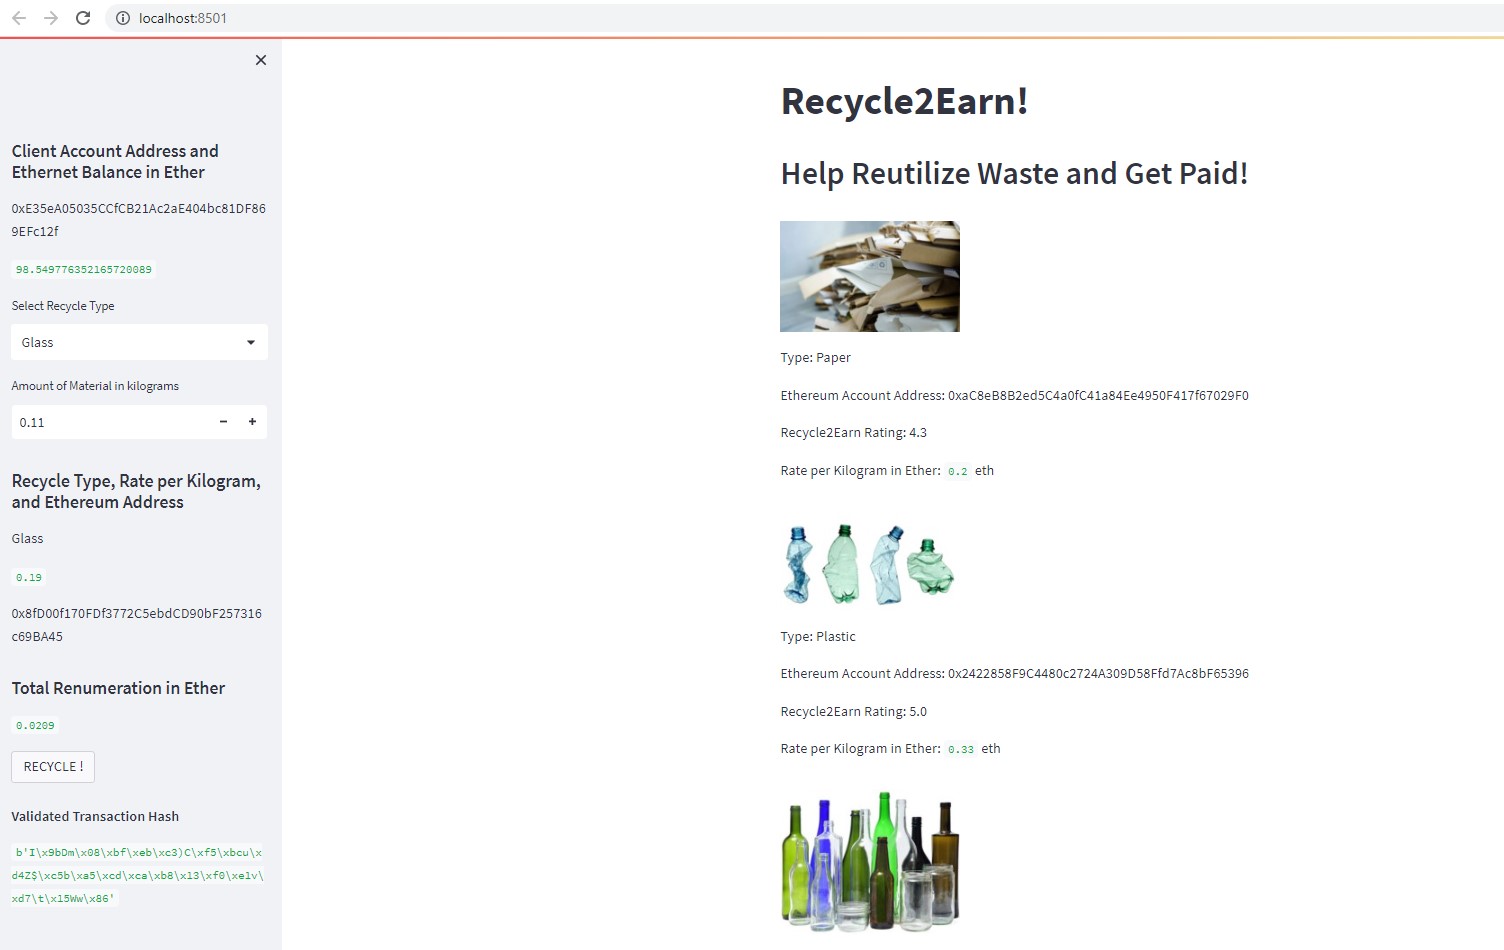 localhost:8501
Client Account Address and
Ethernet Balance in Ether
0xE35eA05035CCfCB21Ac2aE404bc81DF86
9EFc12f
98.549776352165720089
Select Recycle Type
Glass
Amount of Material in kilograms
0.11
Recycle Type, Rate per Kilogram,
and Ethereum Address
Glass
0.19
0x8fD00f170FDf3772C5ebdCD90bF257316
c69BA45
Total Renumeration in Ether
0.0209
RECYCLE !
Validated Transaction Hash
b'I\x9bDm\x08\xbf\xeb\xc3)C\xf5\xbcu\x
d4Z$\xc5b\xa5\xcd\xca\xb8\x13\xf0\xe1v\
xd7\t\x15Ww\x86'
Recycle2Earn!
Help Reutilize Waste and Get Paid!
Type: Paper
Ethereum Account Address: 0xaC8eB8B2ed5C4a0fC41a84Ee4950F417f67029F0
Recycle2Earn Rating: 4.3
Rate per Kilogram in Ether: 0.2 eth
Type: Plastic
Ethereum Account Address: 0x2422858F9C4480c2724A309D58Ffd7Ac8bF65396
Recycle2Earn Rating: 5.0
Rate per Kilogram in Ether: 0.33 eth